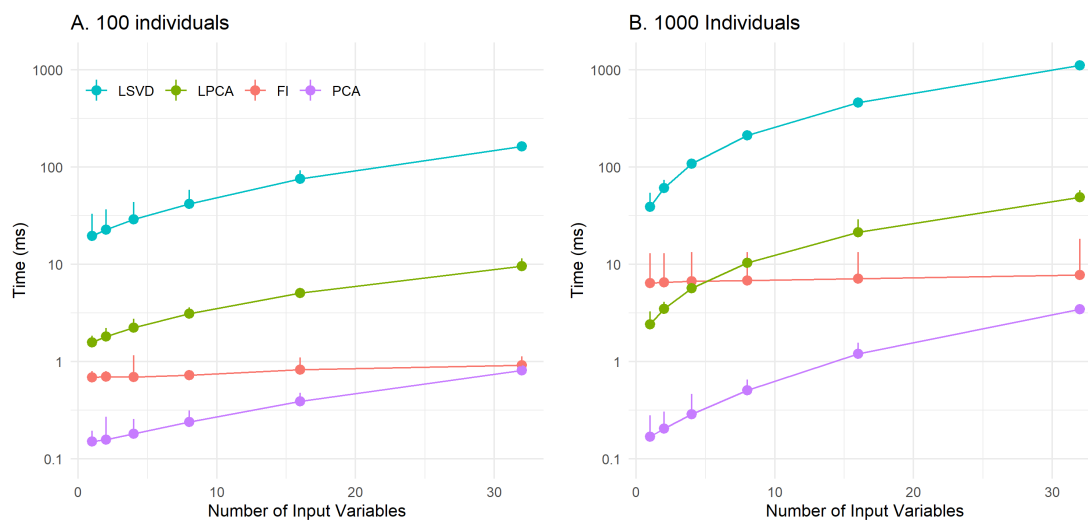 A. 100 individuals
Time (ms)
1000
100
10
1
0.1
LSVD LPCA FI PCA
0 10 20 30
Number of Input Variables
B. 1000 Individuals
Time (ms)
1000
100
10
1
0.1
0 10 20 30
Number of Input Variables